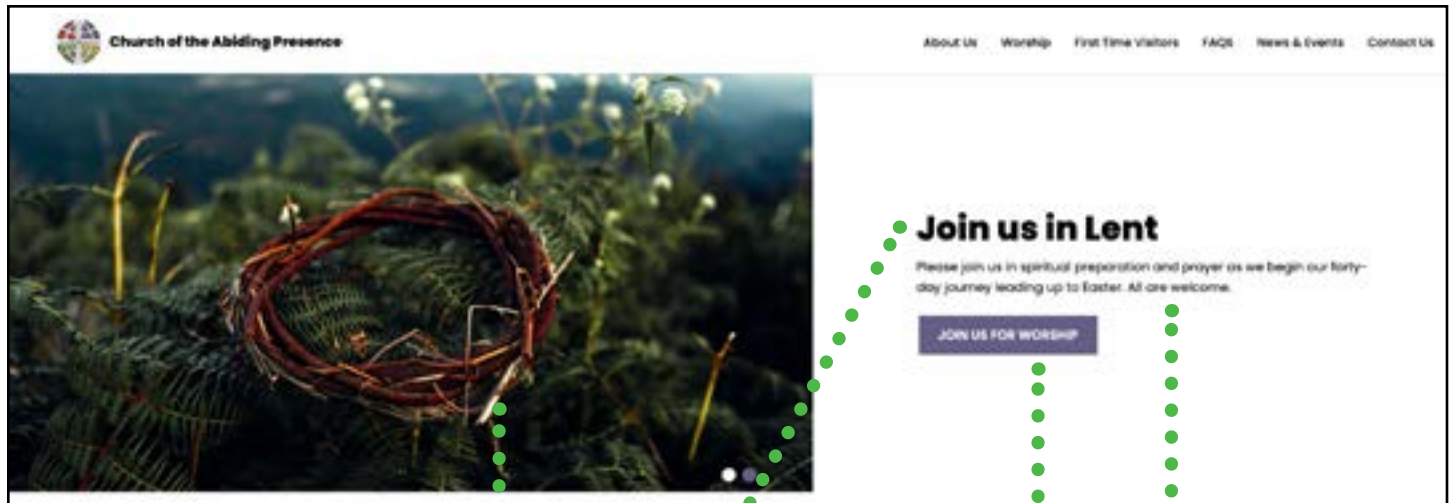 Church of the Abiding Presence
About Us Worship First Time Visitors FAQS News & Events Contact Us
Join us in Lent
Please join us in spiritual preparation and prayer as we begin our forty-
day journey leading up to Easter. All are welcome.
JOIN US FOR WORSHIP